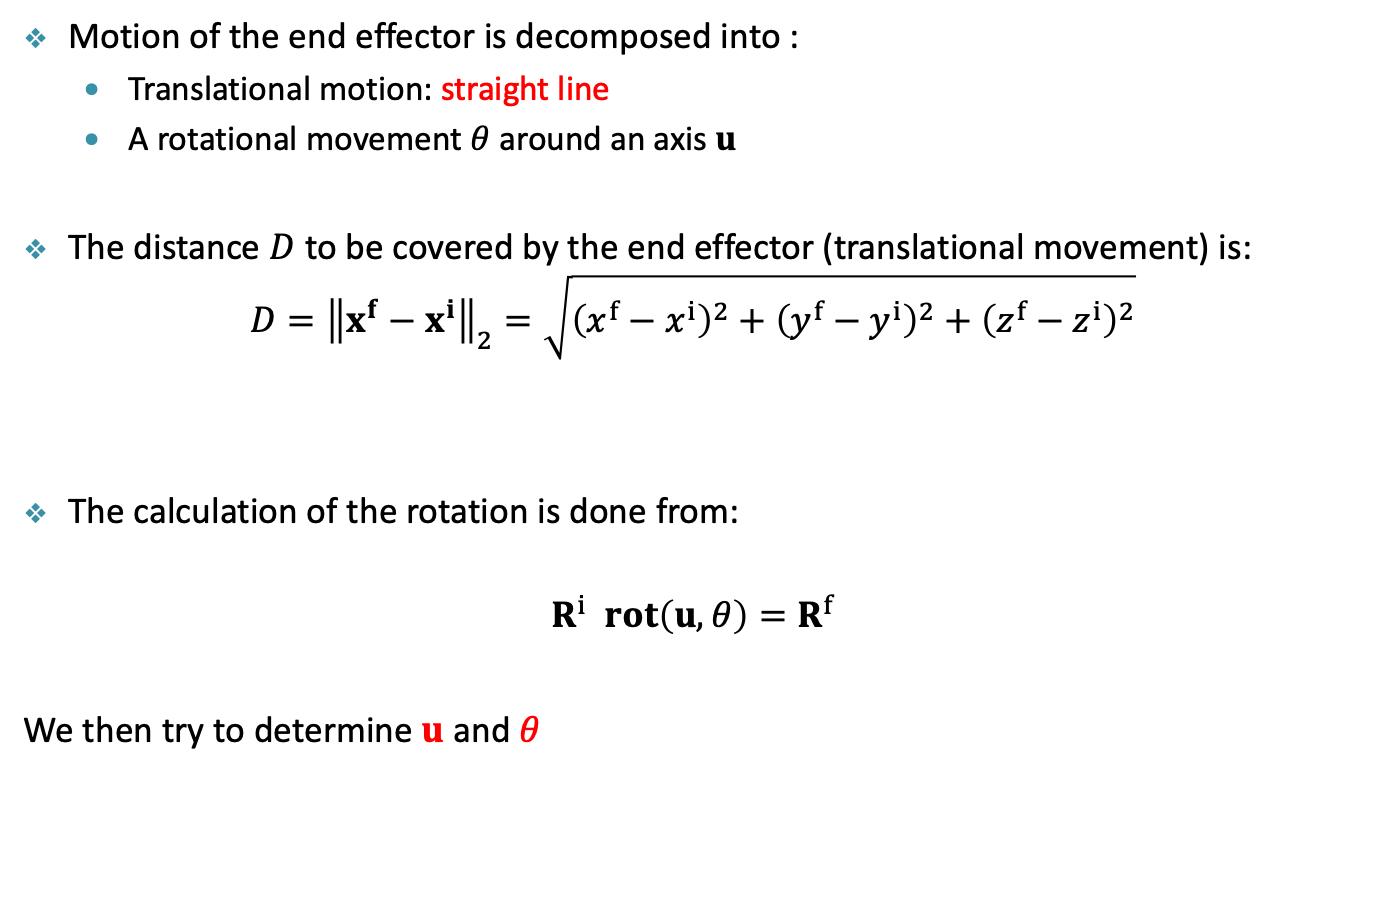 ❖ Motion of the end effector is decomposed into :
• Translational motion: straight line
• A rotational movement θ around an axis u
❖ The distance D to be covered by the end effector (translational movement) is:
D = ‖xᶠ − xⁱ‖₂ = √((xᶠ − xⁱ)² + (yᶠ − yⁱ)² + (zᶠ − zⁱ)²)
❖ The calculation of the rotation is done from:
Rⁱ rot(u, θ) = Rᶠ
We then try to determine u and θ